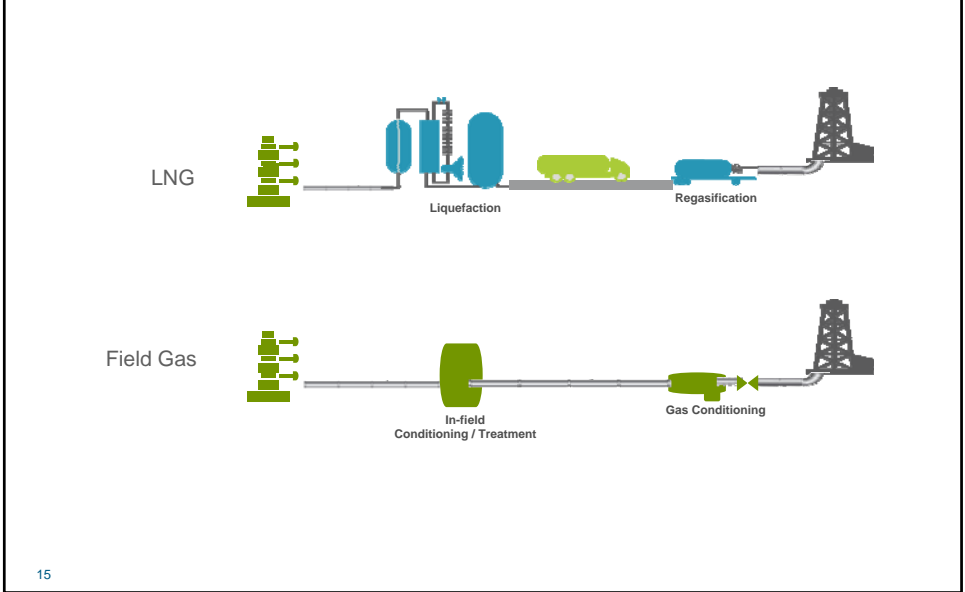 LNG
Liquefaction
Regasification
Field Gas
In-field
Conditioning / Treatment
Gas Conditioning
15